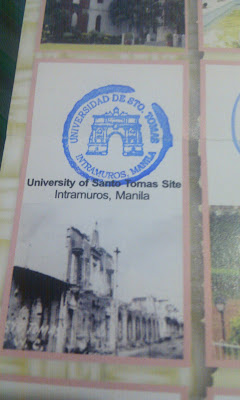 UNIVERSIDAD DE STO. TOMAS
INTRAMUROS, MANILA
University of Santo Tomas Site
Intramuros, Manila